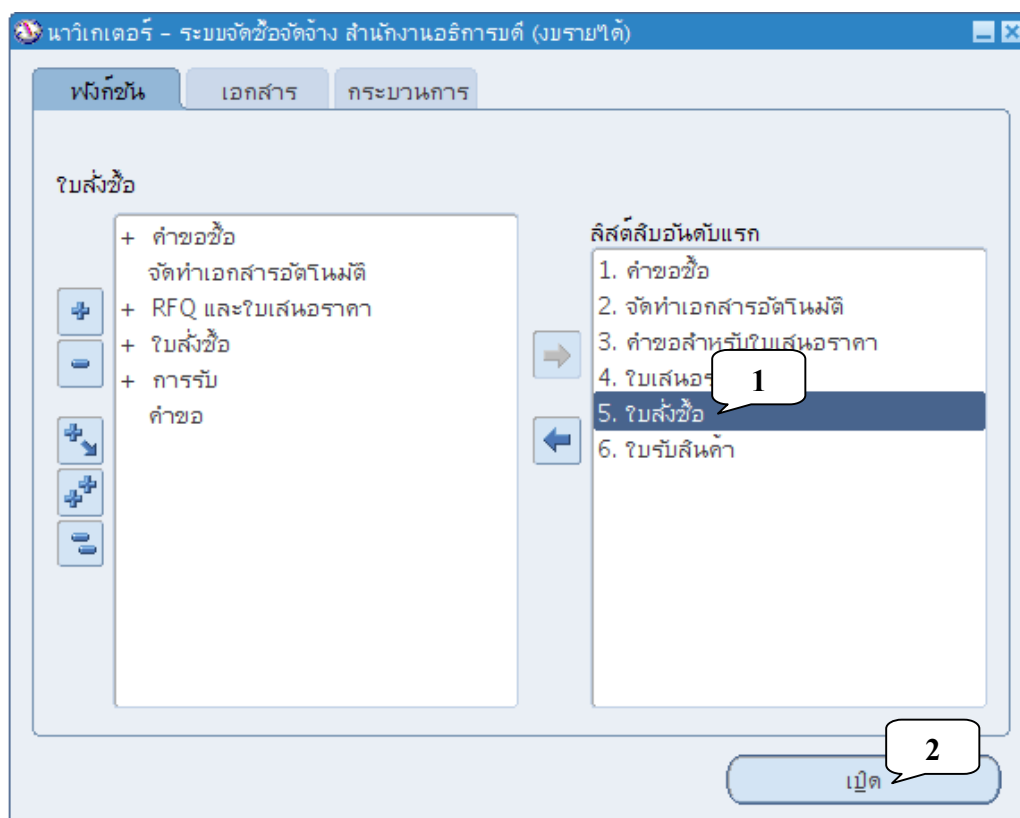 นาวิเกเตอร์ – ระบบจัดซื้อจัดจ้าง สำนักงานอธิการบดี (งบรายได้)
ฟังก์ชัน
เอกสาร
กระบวนการ
ใบสั่งซื้อ
+ คำขอซื้อ
จัดทำเอกสารอัตโนมัติ
+ RFQ และใบเสนอราคา
+ ใบสั่งซื้อ
+ การรับ
คำขอ
ลิสต์สิบอันดับแรก
1. คำขอซื้อ
2. จัดทำเอกสารอัตโนมัติ
3. คำขอสำหรับใบเสนอราคา
4. ใบเสนอร
1
5. ใบสั่งซื้อ
6. ใบรับสินค้า
2
เปิด